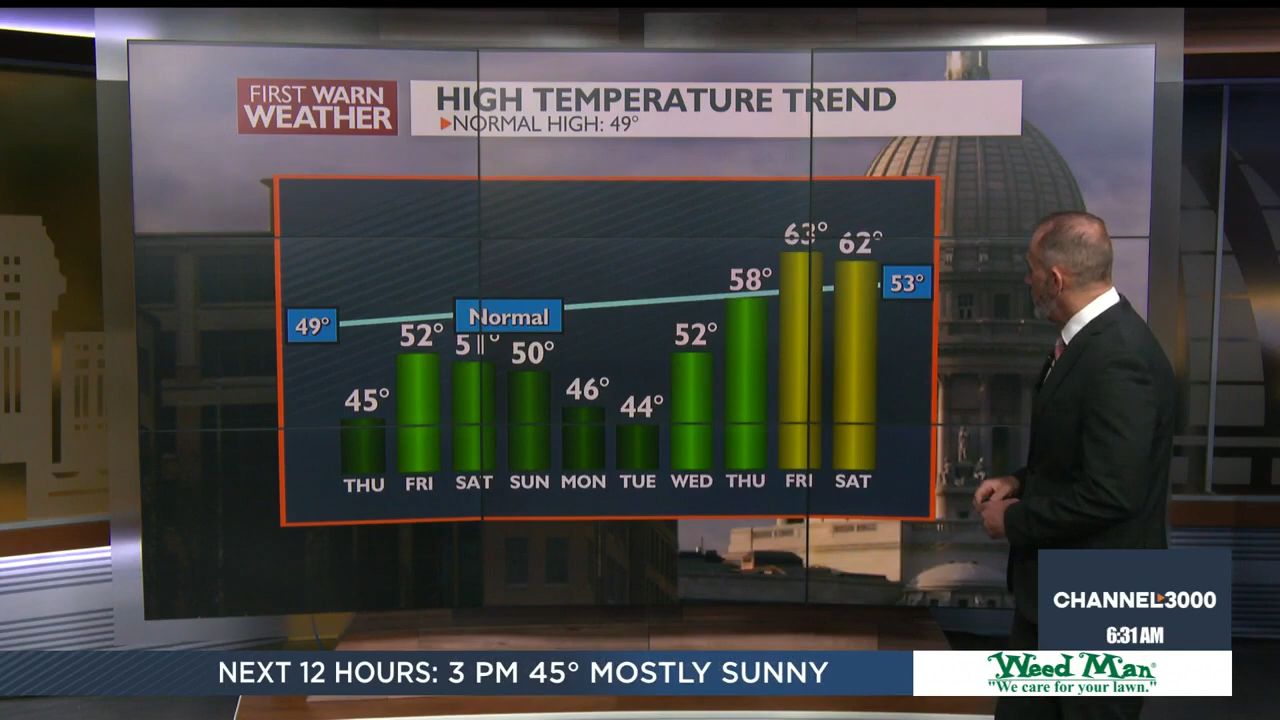 FIRST WARN
WEATHER
HIGH TEMPERATURE TREND
NORMAL HIGH: 49°
63°
62°
58°
53°
49°
Normal
52°
51°
50°
52°
45°
46°
44°
THU FRI SAT SUN MON TUE WED THU FRI SAT
CHANNEL3000
6:31 AM
NEXT 12 HOURS: 3 PM 45° MOSTLY SUNNY
Weed Man®
"We care for your lawn."